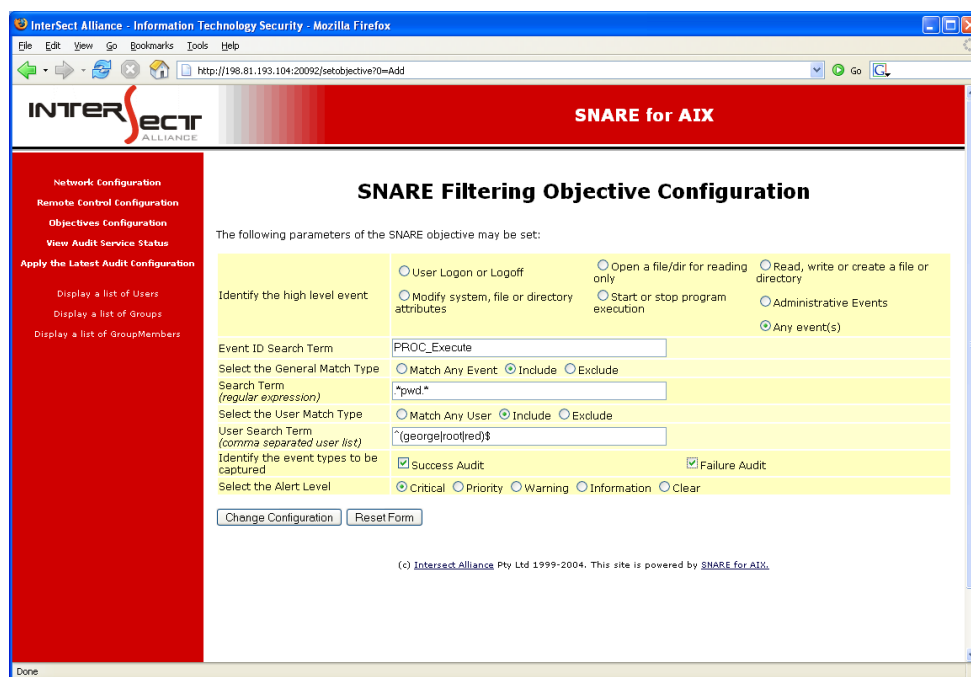 InterSect Alliance - Information Technology Security - Mozilla Firefox
File Edit View Go Bookmarks Tools Help
http://198.81.193.104:20092/setobjective?0=Add
Go
G
INTERSECT
ALLIANCE
SNARE for AIX
Network Configuration
Remote Control Configuration
Objectives Configuration
View Audit Service Status
Apply the Latest Audit Configuration
Display a list of Users
Display a list of Groups
Display a list of GroupMembers
SNARE Filtering Objective Configuration
The following parameters of the SNARE objective may be set:
Identify the high level event
User Logon or Logoff
Open a file/dir for reading
only
Read, write or create a file or
directory
Modify system, file or directory
attributes
Start or stop program
execution
Administrative Events
Any event(s)
Event ID Search Term
PROC_Execute
Select the General Match Type
Match Any Event Include Exclude
Search Term
(regular expression)
.*pwd.*
Select the User Match Type
Match Any User Include Exclude
User Search Term
(comma separated user list)
^(george|root|red)$
Identify the event types to be
captured
Success Audit
Failure Audit
Select the Alert Level
Critical Priority Warning Information Clear
Change Configuration Reset Form
(c) Intersect Alliance Pty Ltd 1999-2004. This site is powered by SNARE for AIX.
Done